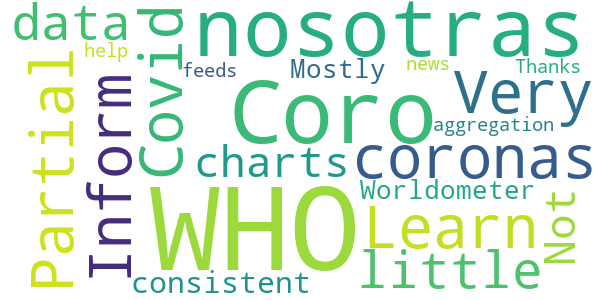 data
nosotras
help
Covid
feeds
Mostly
news
Thanks
Partial
Inform
Coro
Very
aggregation
charts
coronas
WHO
Worldometer
Learn
Not
little
consistent